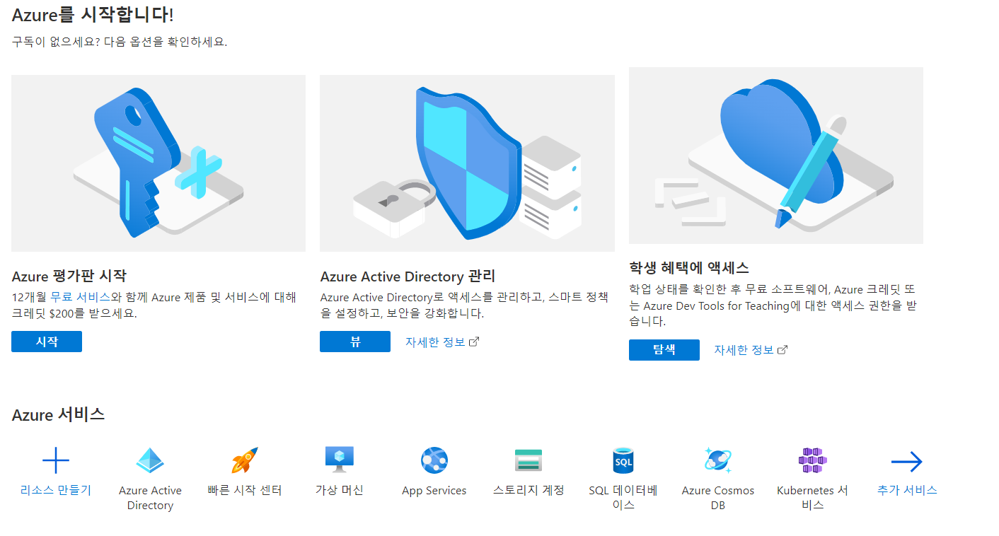 Azure를 시작합니다!
구독이 없으세요? 다음 옵션을 확인하세요.
Azure 평가판 시작
12개월 무료 서비스와 함께 Azure 제품 및 서비스에 대해
크레딧 $200를 받으세요.
시작
Azure Active Directory 관리
Azure Active Directory로 액세스를 관리하고, 스마트 정책
을 설정하고, 보안을 강화합니다.
뷰
자세한 정보
학생 혜택에 액세스
학업 상태를 확인한 후 무료 소프트웨어, Azure 크레딧 또
는 Azure Dev Tools for Teaching에 대한 액세스 권한을 받
습니다.
탐색
자세한 정보
Azure 서비스
리소스 만들기
Azure Active
Directory
빠른 시작 센터
가상 머신
App Services
스토리지 계정
SQL
SQL 데이터베
이스
Azure Cosmos
DB
Kubernetes 서
비스
추가 서비스